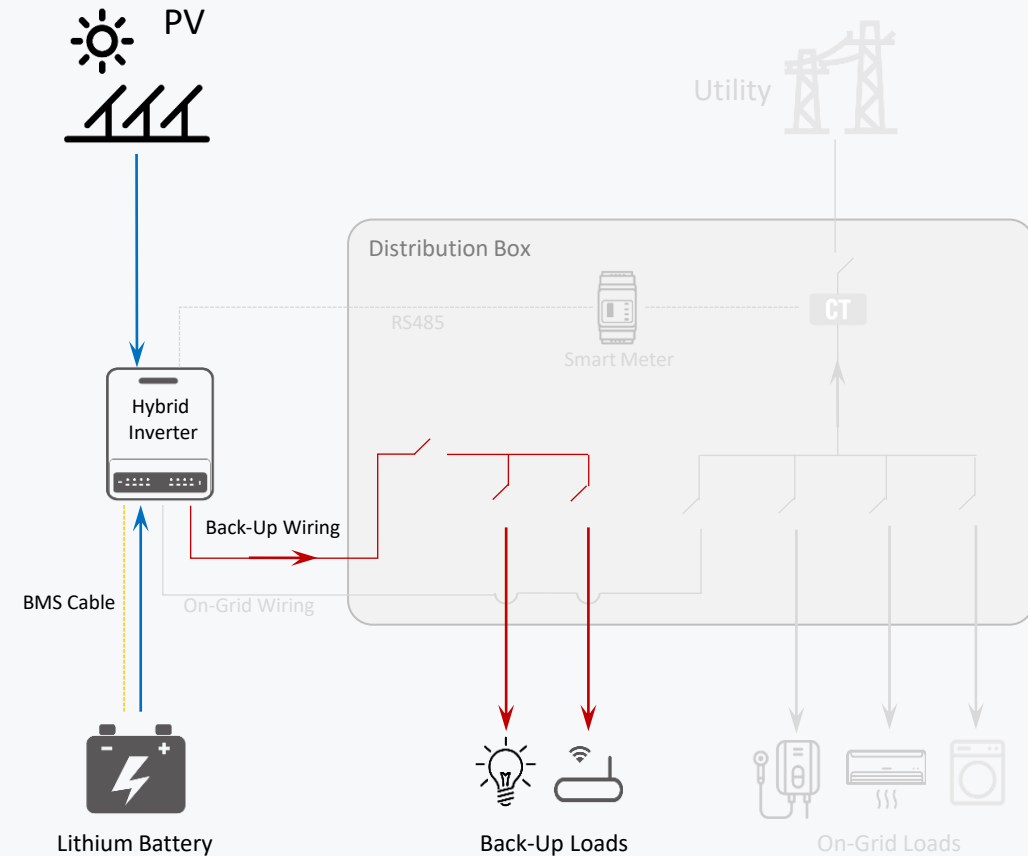 PV
Utility
Distribution Box
CT
RS485
Smart Meter
Hybrid
Inverter
Back-Up Wiring
BMS Cable
On-Grid Wiring
Lithium Battery
Back-Up Loads
On-Grid Loads